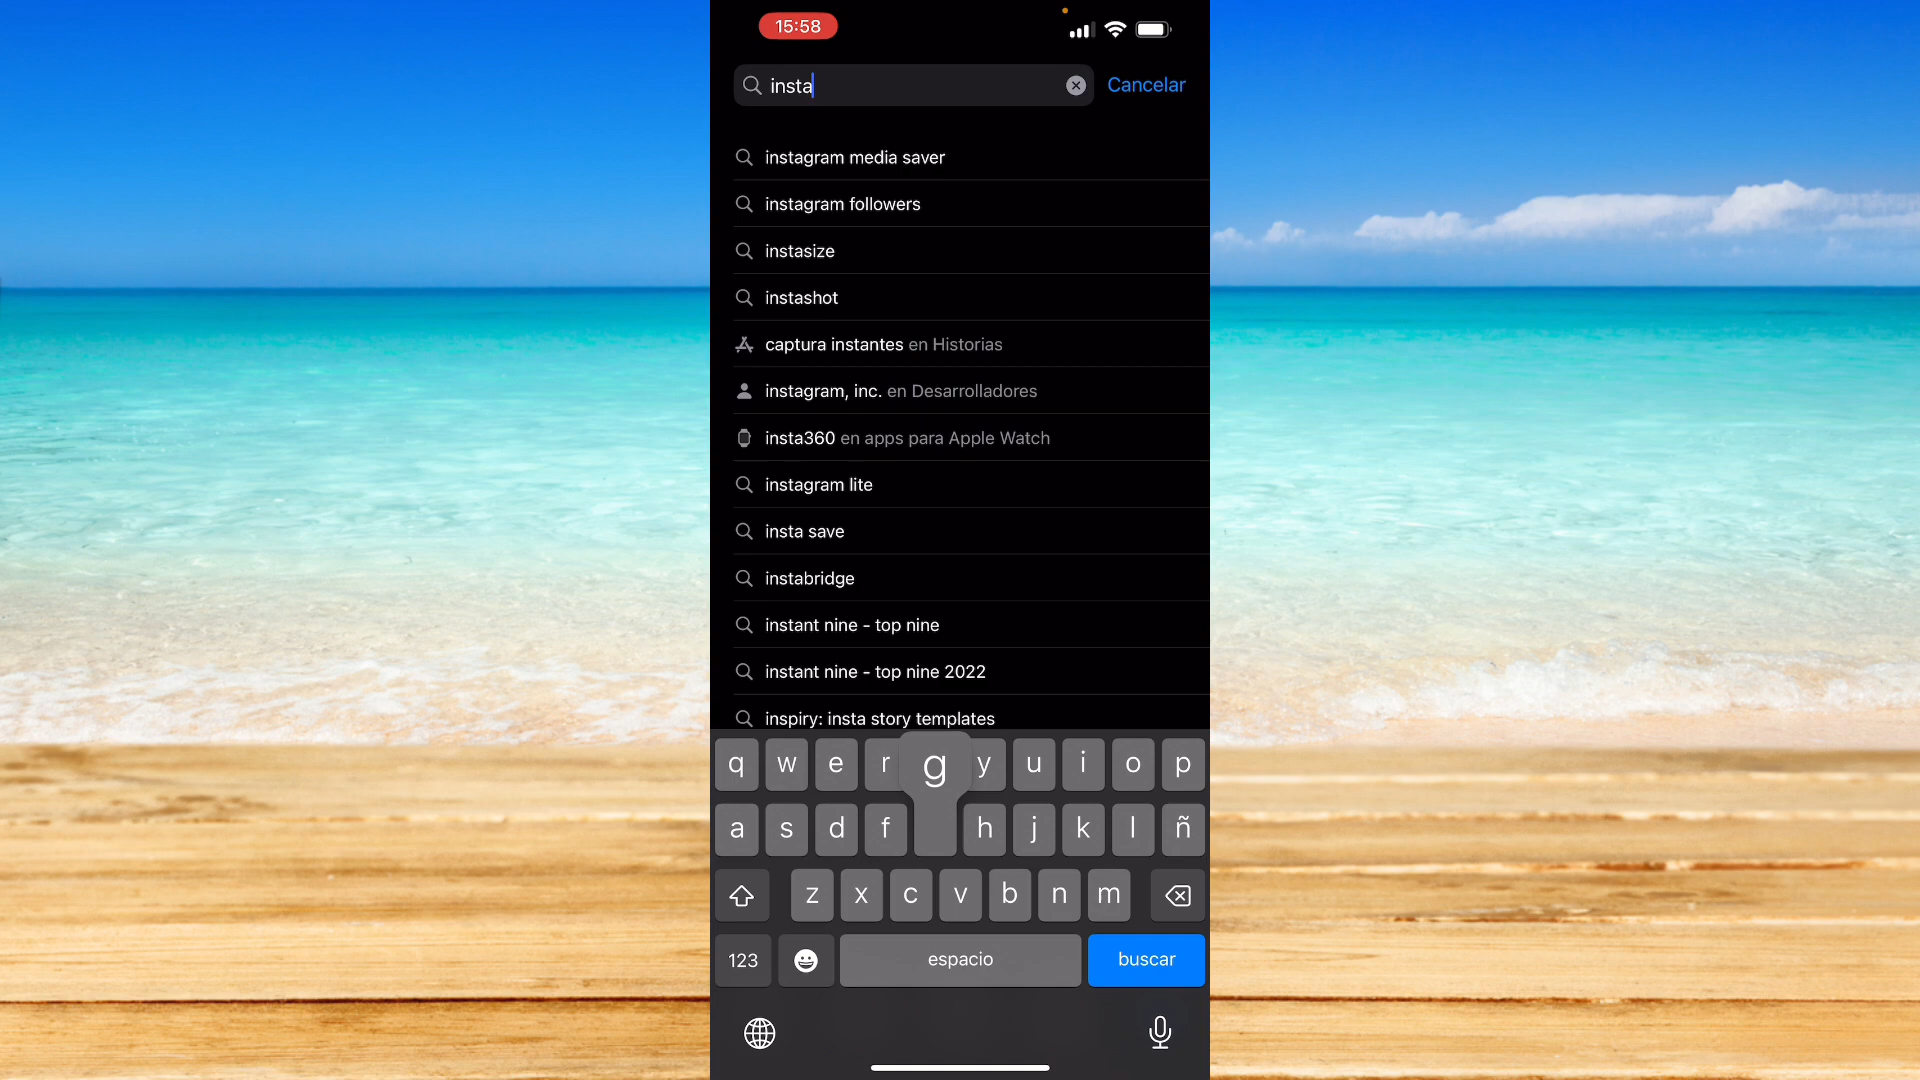 15:58
insta
Cancelar
instagram media saver
instagram followers
instasize
instashot
captura instantes en Historias
instagram, inc. en Desarrolladores
insta360 en apps para Apple Watch
instagram lite
insta save
instabridge
instant nine - top nine
instant nine - top nine 2022
inspiry: insta story templates
q w e r g y u i o p
a s d f h j k l ñ
z x c v b n m
123 espacio buscar